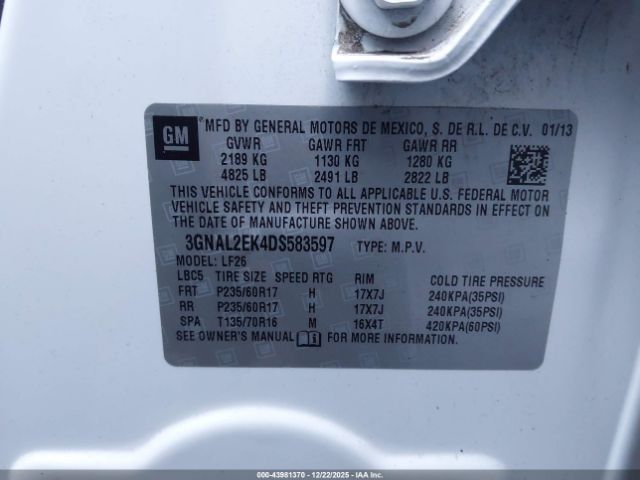 GM
MFD BY GENERAL MOTORS DE MEXICO, S. DE R.L. DE C.V. 01/13
GVWR GAWR FRT GAWR RR
2189 KG 1130 KG 1280 KG
4825 LB 2491 LB 2822 LB
THIS VEHICLE CONFORMS TO ALL APPLICABLE U.S. FEDERAL MOTOR
VEHICLE SAFETY AND THEFT PREVENTION STANDARDS IN EFFECT ON
THE DATE OF MANUFACTURE SHOWN ABOVE.
3GNAL2EK4DS583597 TYPE: M.P.V.
MODEL: LF26
LBC5 TIRE SIZE SPEED RTG RIM COLD TIRE PRESSURE
FRT P235/60R17 H 17X7J 240KPA(35PSI)
RR P235/60R17 H 17X7J 240KPA(35PSI)
SPA T135/70R16 M 16X4T 420KPA(60PSI)
SEE OWNER'S MANUAL FOR MORE INFORMATION.
000-43981370 - 12/22/2025 - IAA, Inc.